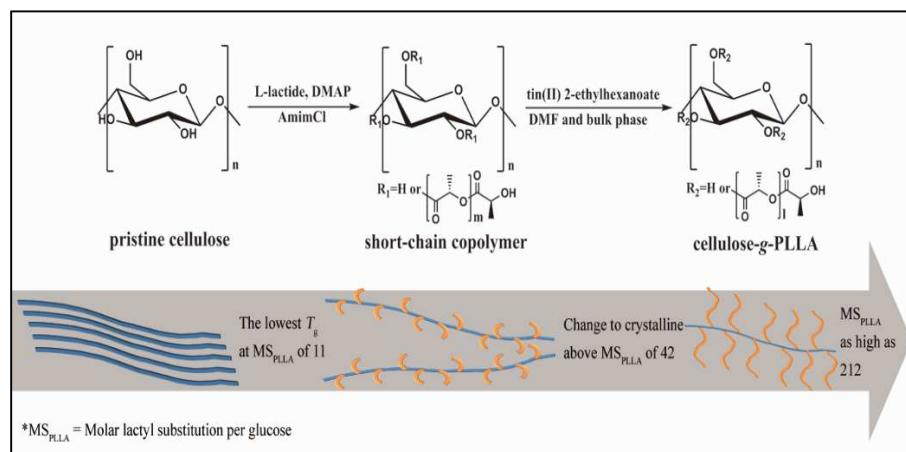 OH
O
O
HO
OH
n
L-lactide, DMAP
AmimCl
OR1
O
O
R1O
OR1
n
tin(II) 2-ethylhexanoate
DMF and bulk phase
OR2
O
O
R2O
OR2
n
R1=H or
O
O
m
O
OH
R2=H or
O
O
l
O
OH
pristine cellulose
short-chain copolymer
cellulose-g-PLLA
The lowest Tg
at MSPLLA of 11
Change to crystalline
above MSPLLA of 42
MSPLLA
as high as
212
*MSPLLA = Molar lactyl substitution per glucose